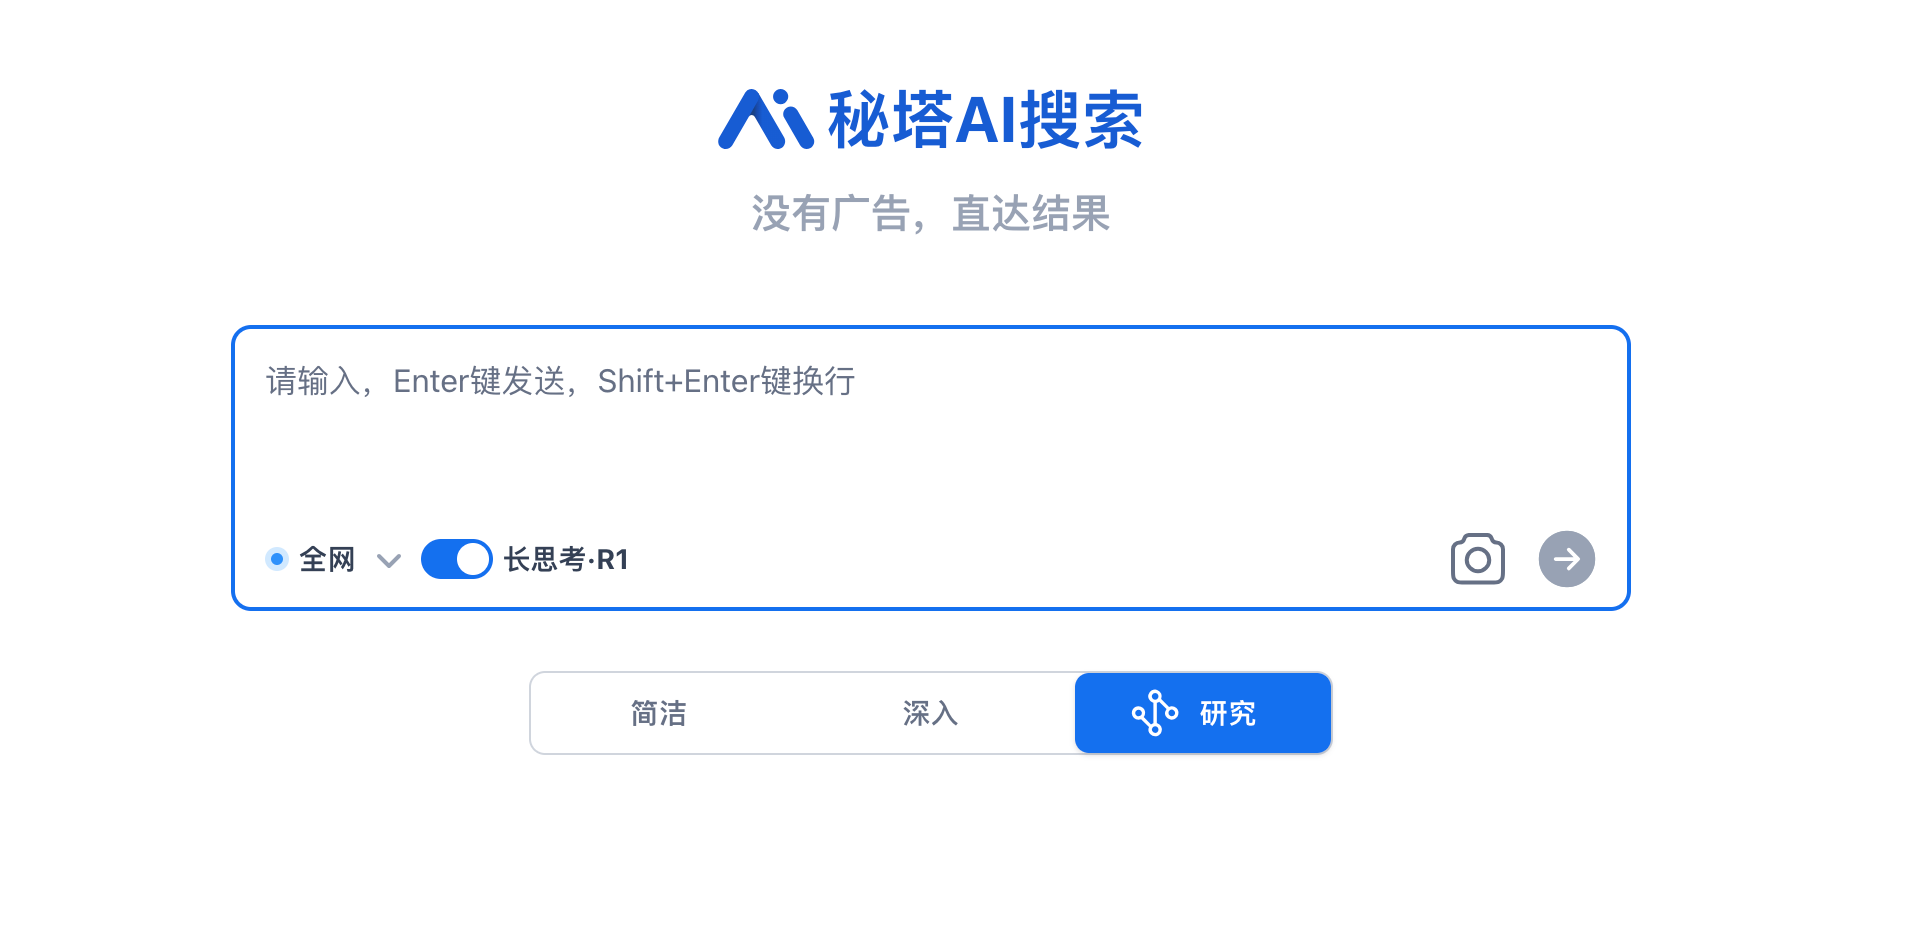 秘塔AI搜索
没有广告，直达结果
请输入，Enter键发送，Shift+Enter键换行
全网 长思考·R1
简洁 深入 研究